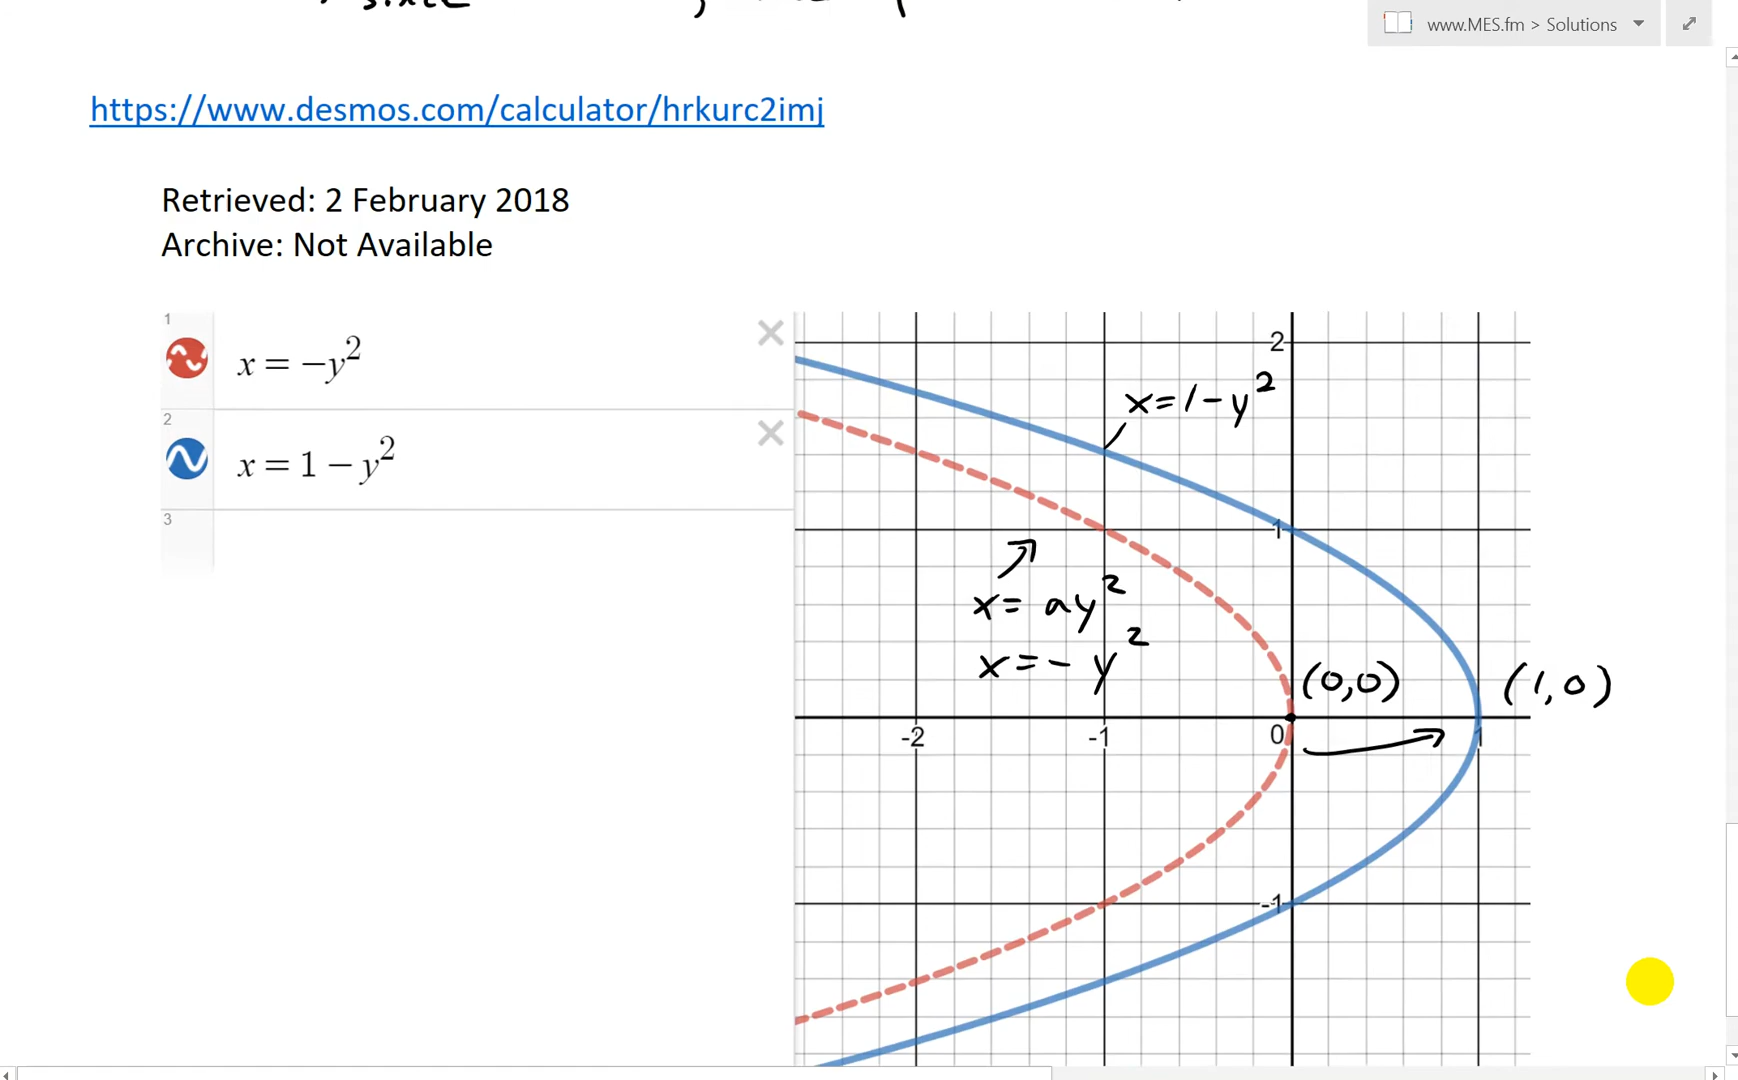 since
www.MES.fm > Solutions
https://www.desmos.com/calculator/hrkurc2imj
Retrieved: 2 February 2018
Archive: Not Available
1
x = −y²
2
x = 1 − y²
3
2
x=1-y²
1
x= ay²
x=- y²
(0,0)
(1,0)
-2
-1
0
1
-1